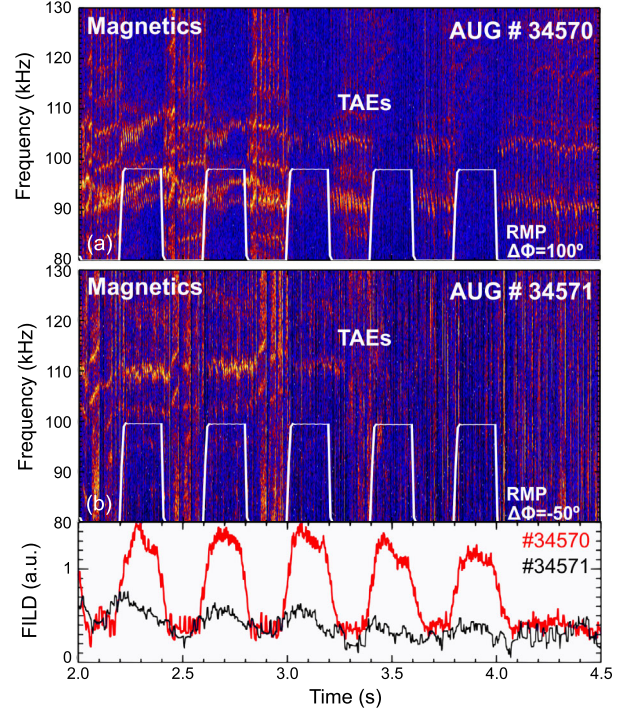 130
Magnetics
AUG # 34570
120
110
TAEs
100
90
RMP
(a)
ΔΦ=100º
80
Frequency (kHz)
130
Magnetics
AUG # 34571
120
TAEs
110
100
90
RMP
(b)
ΔΦ=-50º
80
Frequency (kHz)
#34570
#34571
1
0
FILD (a.u.)
2.0 2.5 3.0 3.5 4.0 4.5
Time (s)